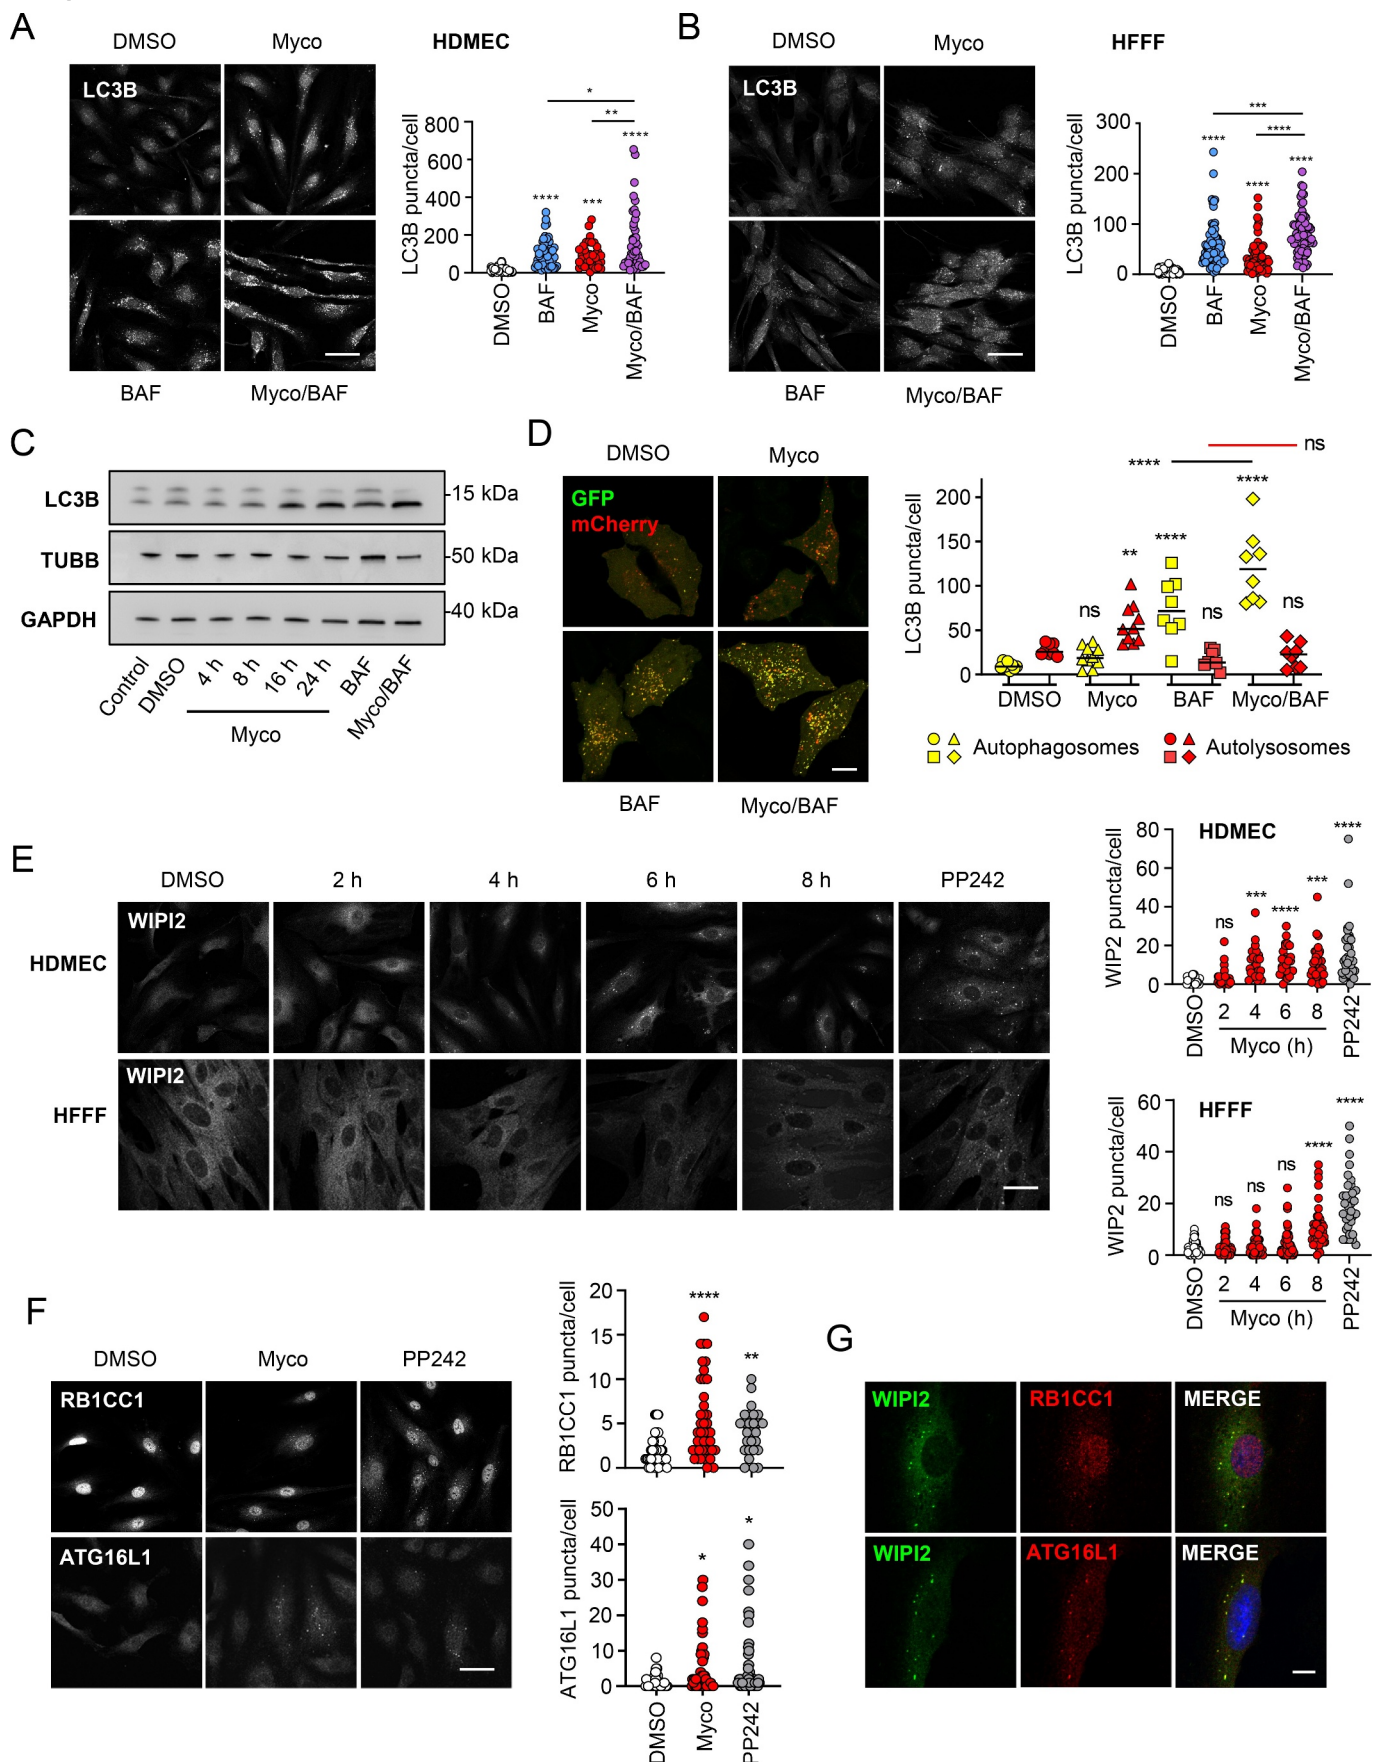 A
DMSO
Myco
HDMEC
LC3B
BAF
Myco/BAF
LC3B puncta/cell
800
600
400
200
0
*
**
****
****
***
DMSO
BAF
Myco
Myco/BAF
B
DMSO
Myco
HFFF
LC3B
BAF
Myco/BAF
LC3B puncta/cell
300
200
100
0
***
****
****
****
****
DMSO
BAF
Myco
Myco/BAF
C
LC3B
TUBB
GAPDH
15 kDa
50 kDa
40 kDa
Control
DMSO
4 h
8 h
16 h
24 h
BAF
Myco/BAF
Myco
D
DMSO
Myco
GFP
mCherry
BAF
Myco/BAF
LC3B puncta/cell
200
150
100
50
0
ns
****
****
ns
**
****
ns
ns
DMSO
Myco
BAF
Myco/BAF
Autophagosomes
Autolysosomes
E
DMSO
2 h
4 h
6 h
8 h
PP242
HDMEC
WIPI2
HFFF
WIPI2
HDMEC
WIP2 puncta/cell
80
60
40
20
0
ns
***
****
***
****
DMSO
2
4
6
8
PP242
Myco (h)
HFFF
WIP2 puncta/cell
60
40
20
0
ns
ns
ns
****
****
DMSO
2
4
6
8
PP242
Myco (h)
F
DMSO
Myco
PP242
RB1CC1
ATG16L1
RB1CC1 puncta/cell
20
15
10
5
0
****
**
ATG16L1 puncta/cell
50
40
30
20
10
0
*
*
DMSO
Myco
PP242
G
WIPI2
RB1CC1
MERGE
WIPI2
ATG16L1
MERGE